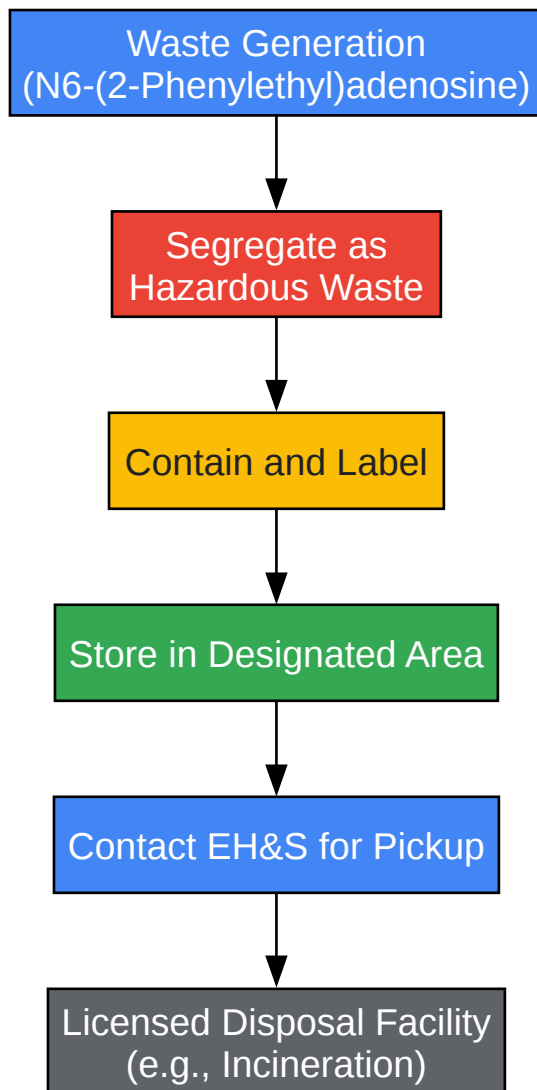 Waste Generation
(N6-(2-Phenylethyl)adenosine)
Segregate as
Hazardous Waste
Contain and Label
Store in Designated Area
Contact EH&S for Pickup
Licensed Disposal Facility
(e.g., Incineration)